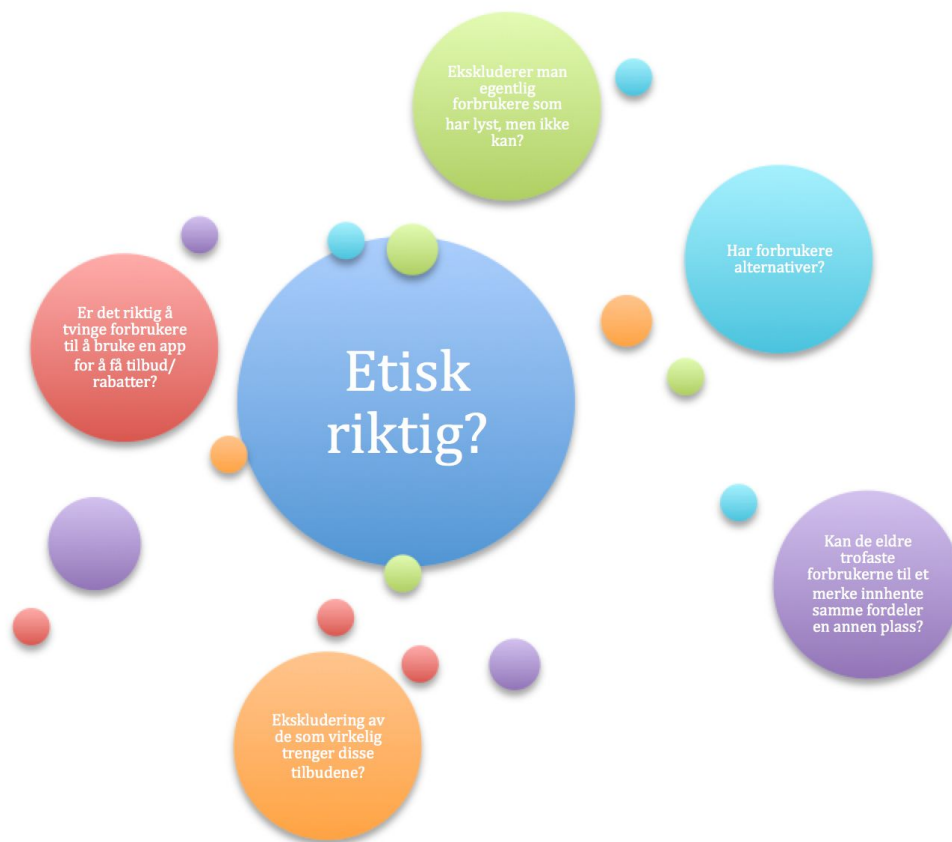 Ekskluderer man
egentlig
forbrukere som
har lyst, men ikke
kan?
Har forbrukere
alternativer?
Er det riktig å
tvinge forbrukere
til å bruke en app
for å få tilbud/
rabatter?
Etisk
riktig?
Kan de eldre
trofaste
forbrukerne til et
merke innhente
samme fordeler
en annen plass?
Ekskludering av
de som virkelig
trenger disse
tilbudene?